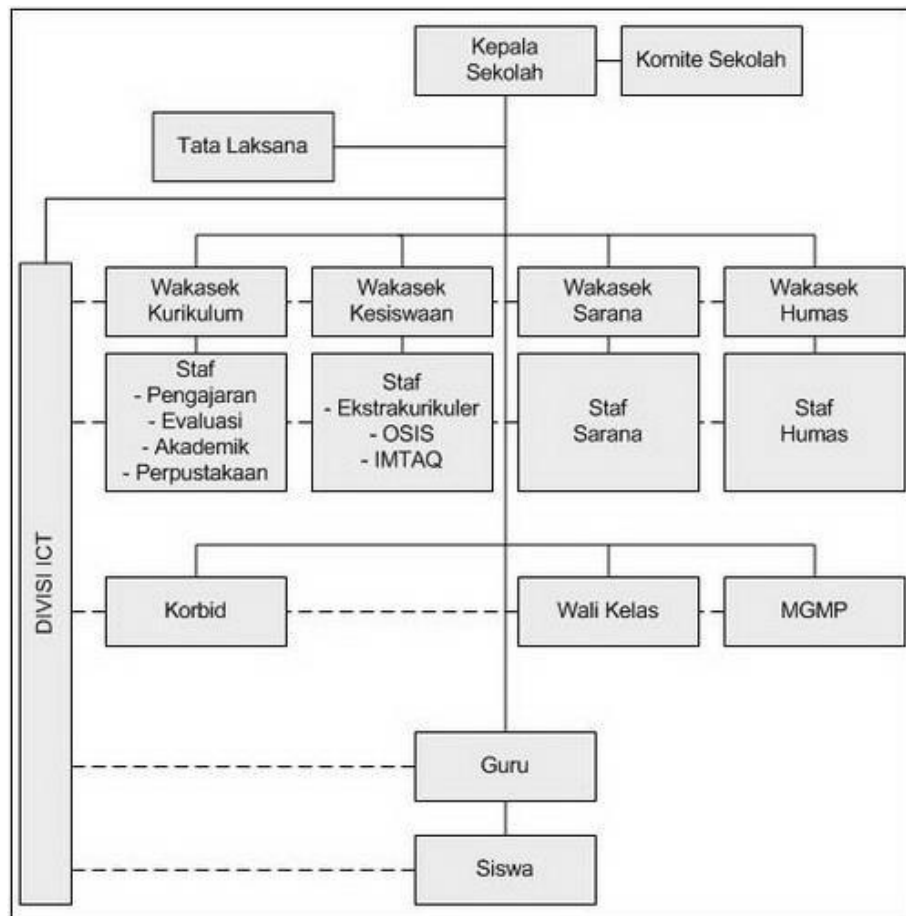 Kepala
Sekolah
Komite Sekolah
Tata Laksana
DIVISI ICT
Wakasek
Kurikulum
Wakasek
Kesiswaan
Wakasek
Sarana
Wakasek
Humas
Staf
- Pengajaran
- Evaluasi
- Akademik
- Perpustakaan
Staf
- Ekstrakurikuler
- OSIS
- IMTAQ
Staf
Sarana
Staf
Humas
Korbid
Wali Kelas
MGMP
Guru
Siswa